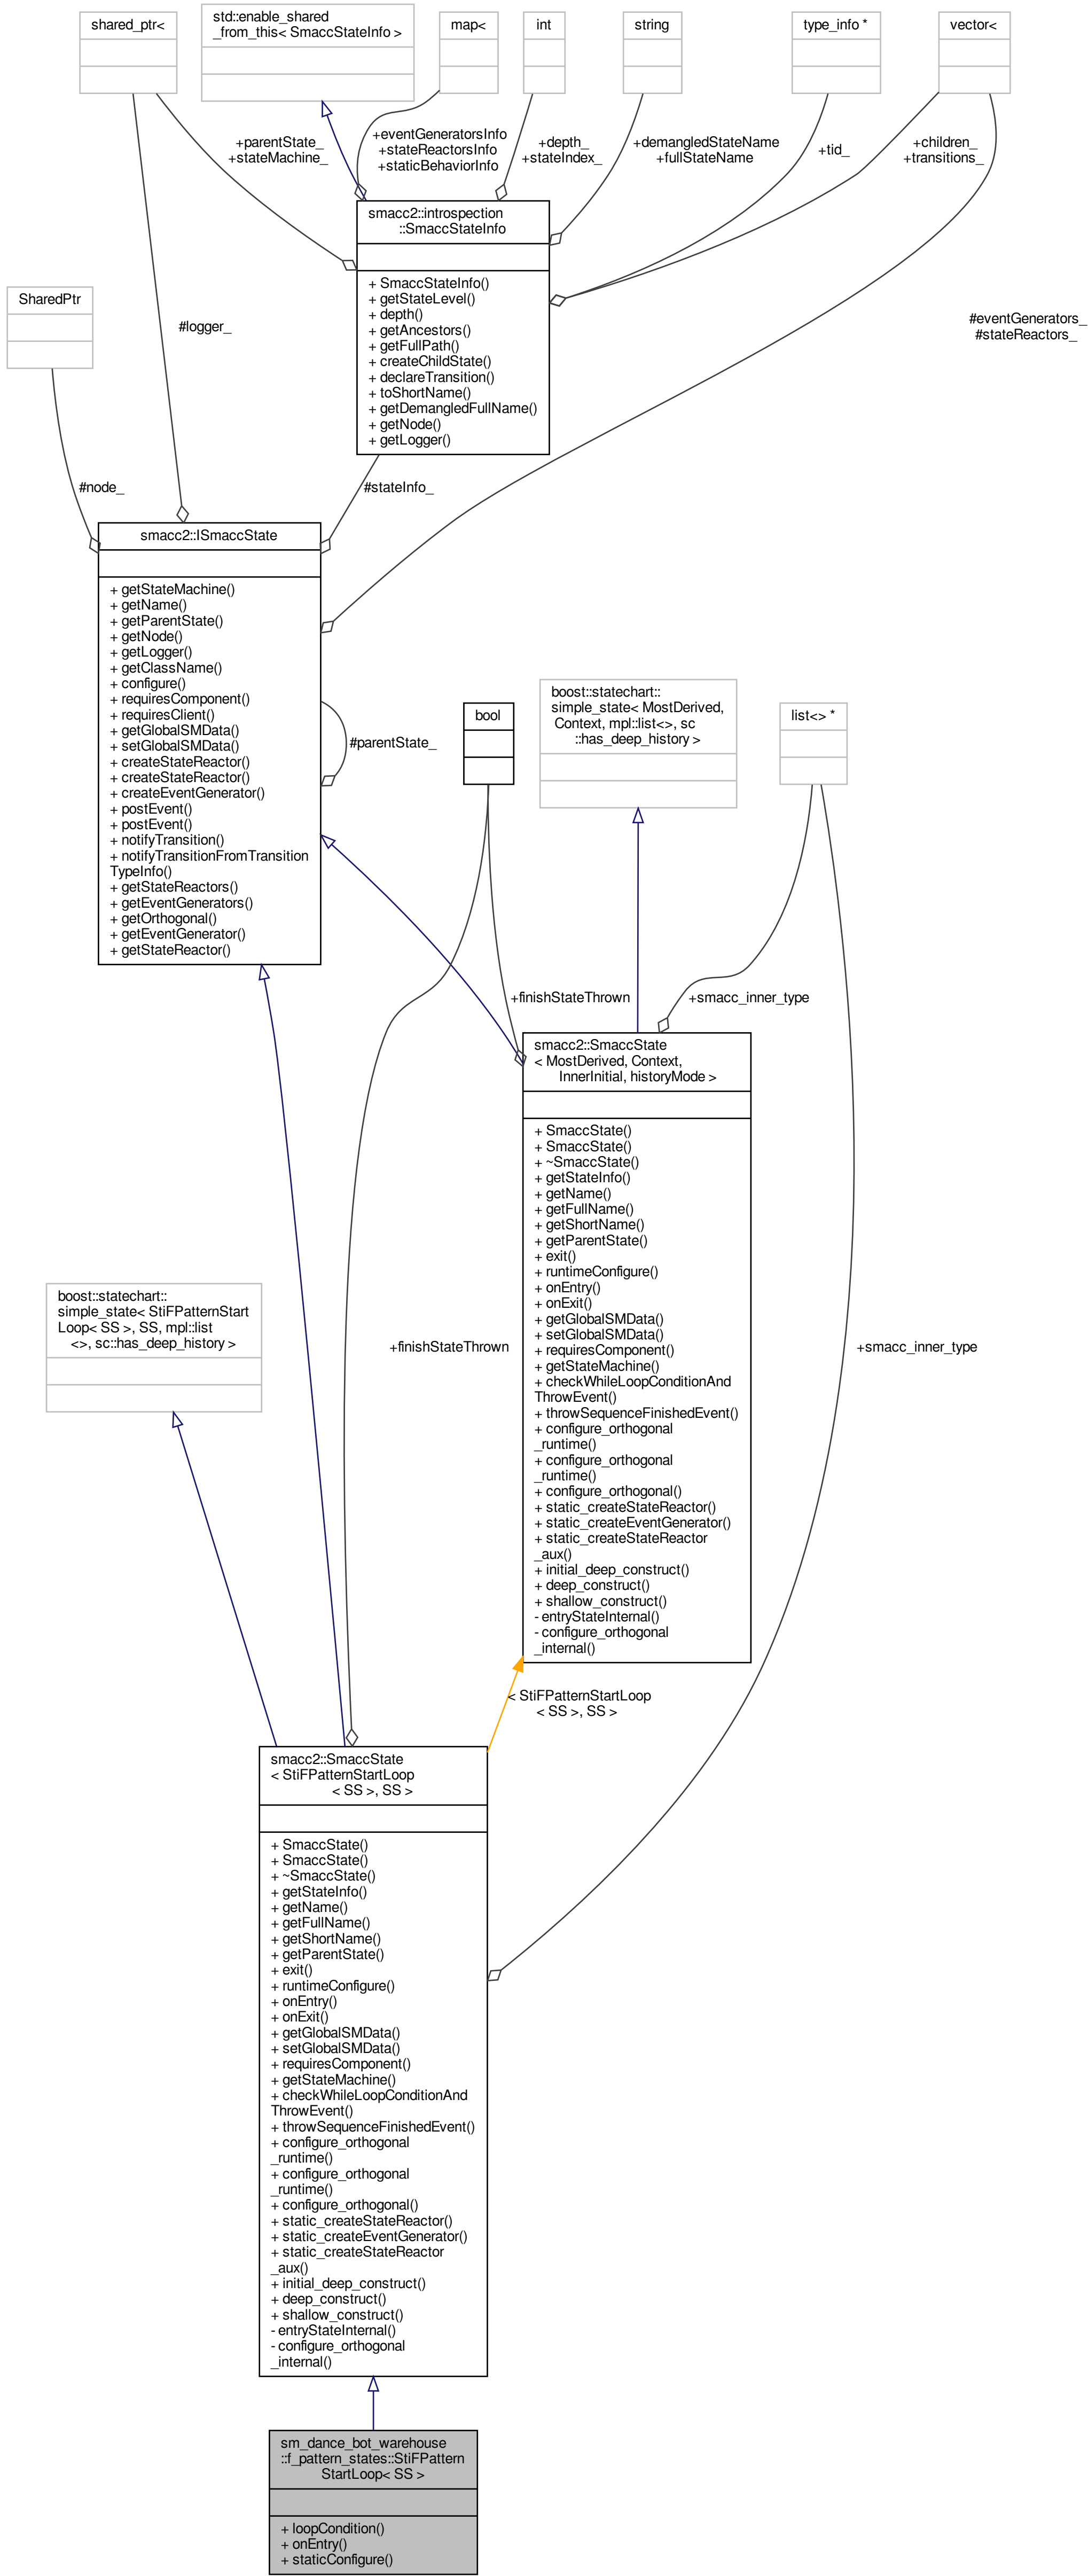 shared_ptr<
std::enable_shared
_from_this< SmaccStateInfo >
map<
int
string
type_info *
vector<
+parentState_
+stateMachine_
+eventGeneratorsInfo
+stateReactorsInfo
+staticBehaviorInfo
+depth_
+stateIndex_
+demangledStateName
+fullStateName
+tid_
+children_
+transitions_
smacc2::introspection
::SmaccStateInfo
+ SmaccStateInfo()
+ getStateLevel()
+ depth()
+ getAncestors()
+ getFullPath()
+ createChildState()
+ declareTransition()
+ toShortName()
+ getDemangledFullName()
+ getNode()
+ getLogger()
SharedPtr
#logger_
#eventGenerators_
#stateReactors_
#node_
#stateInfo_
smacc2::ISmaccState
+ getStateMachine()
+ getName()
+ getParentState()
+ getNode()
+ getLogger()
+ getClassName()
+ configure()
+ requiresComponent()
+ requiresClient()
+ getGlobalSMData()
+ setGlobalSMData()
+ createStateReactor()
+ createStateReactor()
+ createEventGenerator()
+ postEvent()
+ postEvent()
+ notifyTransition()
+ notifyTransitionFromTransition
TypeInfo()
+ getStateReactors()
+ getEventGenerators()
+ getOrthogonal()
+ getEventGenerator()
+ getStateReactor()
#parentState_
bool
boost::statechart::
simple_state< MostDerived,
Context, mpl::list<>, sc
::has_deep_history >
list<> *
+finishStateThrown
+smacc_inner_type
smacc2::SmaccState
< MostDerived, Context,
InnerInitial, historyMode >
+ SmaccState()
+ SmaccState()
+ ~SmaccState()
+ getStateInfo()
+ getName()
+ getFullName()
+ getShortName()
+ getParentState()
+ exit()
+ runtimeConfigure()
+ onEntry()
+ onExit()
+ getGlobalSMData()
+ setGlobalSMData()
+ requiresComponent()
+ getStateMachine()
+ checkWhileLoopConditionAnd
ThrowEvent()
+ throwSequenceFinishedEvent()
+ configure_orthogonal
_runtime()
+ configure_orthogonal
_runtime()
+ configure_orthogonal()
+ static_createStateReactor()
+ static_createEventGenerator()
+ static_createStateReactor
_aux()
+ initial_deep_construct()
+ deep_construct()
+ shallow_construct()
- entryStateInternal()
- configure_orthogonal
_internal()
boost::statechart::
simple_state< StiFPatternStart
Loop< SS >, SS, mpl::list
<>, sc::has_deep_history >
+finishStateThrown
+smacc_inner_type
< StiFPatternStartLoop
< SS >, SS >
smacc2::SmaccState
< StiFPatternStartLoop
< SS >, SS >
+ SmaccState()
+ SmaccState()
+ ~SmaccState()
+ getStateInfo()
+ getName()
+ getFullName()
+ getShortName()
+ getParentState()
+ exit()
+ runtimeConfigure()
+ onEntry()
+ onExit()
+ getGlobalSMData()
+ setGlobalSMData()
+ requiresComponent()
+ getStateMachine()
+ checkWhileLoopConditionAnd
ThrowEvent()
+ throwSequenceFinishedEvent()
+ configure_orthogonal
_runtime()
+ configure_orthogonal
_runtime()
+ configure_orthogonal()
+ static_createStateReactor()
+ static_createEventGenerator()
+ static_createStateReactor
_aux()
+ initial_deep_construct()
+ deep_construct()
+ shallow_construct()
- entryStateInternal()
- configure_orthogonal
_internal()
sm_dance_bot_warehouse
::f_pattern_states::StiFPattern
StartLoop< SS >
+ loopCondition()
+ onEntry()
+ staticConfigure()